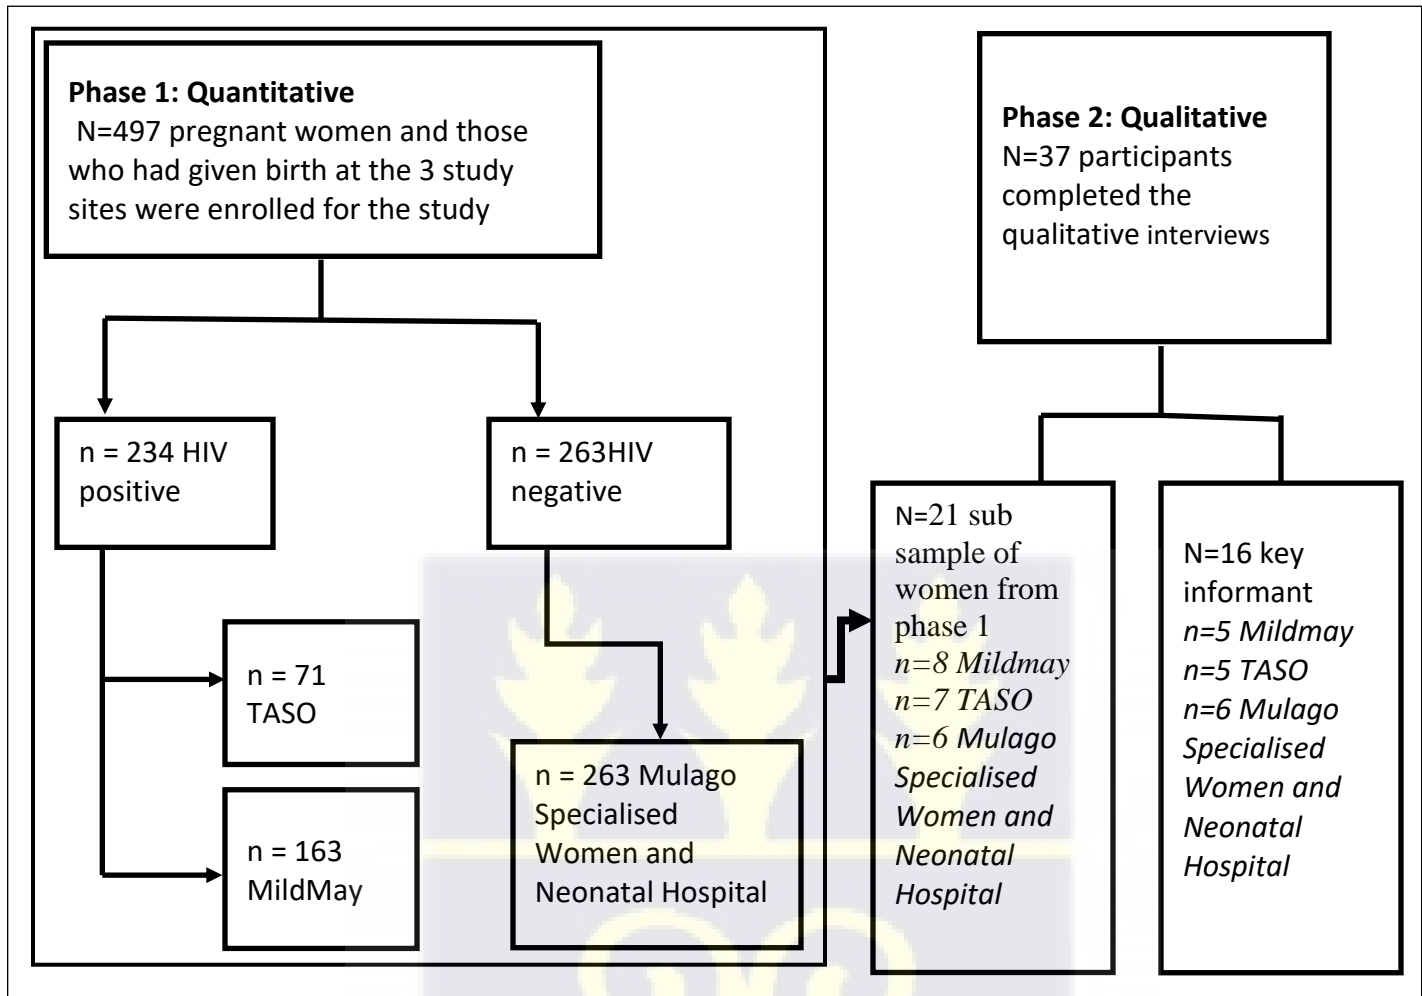 Phase 1: Quantitative
N=497 pregnant women and those
who had given birth at the 3 study
sites were enrolled for the study
n = 234 HIV
positive
n = 263HIV
negative
n = 71
TASO
n = 163
MildMay
n = 263 Mulago
Specialised
Women and
Neonatal Hospital
Phase 2: Qualitative
N=37 participants
completed the
qualitative interviews
N=21 sub
sample of
women from
phase 1
n=8 Mildmay
n=7 TASO
n=6 Mulago
Specialised
Women and
Neonatal
Hospital
N=16 key
informant
n=5 Mildmay
n=5 TASO
n=6 Mulago
Specialised
Women and
Neonatal
Hospital